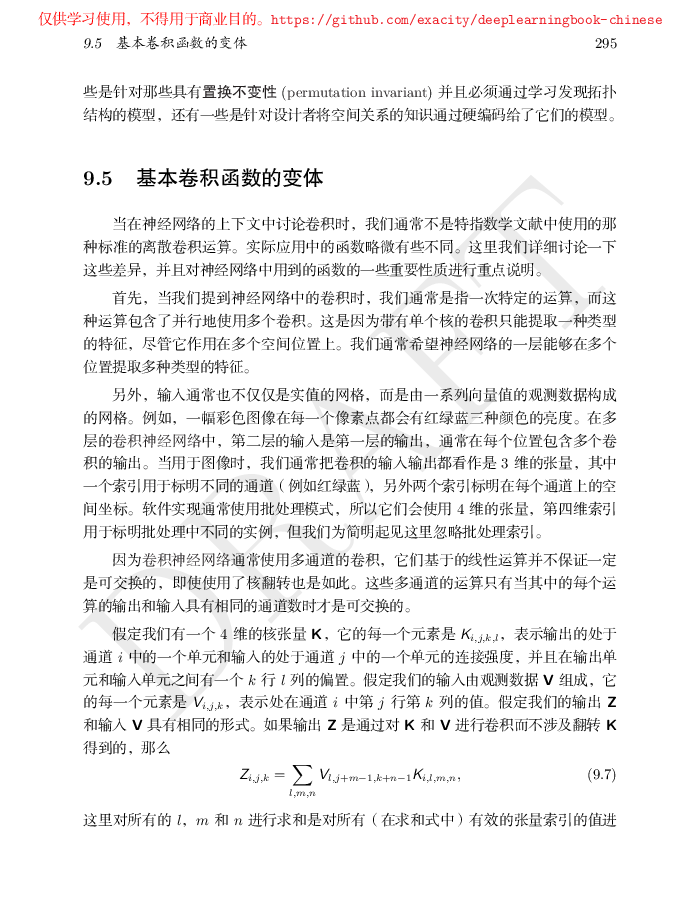 仅供学习使用，不得用于商业目的。https://github.com/exacity/deeplearningbook-chinese
9.5 基本卷积函数的变体 295
些是针对那些具有置换不变性 (permutation invariant) 并且必须通过学习发现拓扑
结构的模型，还有一些是针对设计者将空间关系的知识通过硬编码给了它们的模型。
9.5 基本卷积函数的变体
当在神经网络的上下文中讨论卷积时，我们通常不是特指数学文献中使用的那
种标准的离散卷积运算。实际应用中的函数略微有些不同。这里我们详细讨论一下
这些差异，并且对神经网络中用到的函数的一些重要性质进行重点说明。
首先，当我们提到神经网络中的卷积时，我们通常是指一次特定的运算，而这
种运算包含了并行地使用多个卷积。这是因为带有单个核的卷积只能提取一种类型
的特征，尽管它作用在多个空间位置上。我们通常希望神经网络的一层能够在多个
位置提取多种类型的特征。
另外，输入通常也不仅仅是实值的网格，而是由一系列向量值的观测数据构成
的网格。例如，一幅彩色图像在每一个像素点都会有红绿蓝三种颜色的亮度。在多
层的卷积神经网络中，第二层的输入是第一层的输出，通常在每个位置包含多个卷
积的输出。当用于图像时，我们通常把卷积的输入输出都看作是 3 维的张量，其中
一个索引用于标明不同的通道（例如红绿蓝），另外两个索引标明在每个通道上的空
间坐标。软件实现通常使用批处理模式，所以它们会使用 4 维的张量，第四维索引
用于标明批处理中不同的实例，但我们为简明起见这里忽略批处理索引。
因为卷积神经网络通常使用多通道的卷积，它们基于的线性运算并不保证一定
是可交换的，即使使用了核翻转也是如此。这些多通道的运算只有当其中的每个运
算的输出和输入具有相同的通道数时才是可交换的。
假定我们有一个 4 维的核张量 K，它的每一个元素是 K_{i,j,k,l}，表示输出的处于
通道 i 中的一个单元和输入的处于通道 j 中的一个单元的连接强度，并且在输出单
元和输入单元之间有一个 k 行 l 列的偏置。假定我们的输入由观测数据 V 组成，它
的每一个元素是 V_{i,j,k}，表示处在通道 i 中第 j 行第 k 列的值。假定我们的输出 Z
和输入 V 具有相同的形式。如果输出 Z 是通过对 K 和 V 进行卷积而不涉及翻转 K
得到的，那么
Z_{i,j,k} = ∑_{l,m,n} V_{l,j+m−1,k+n−1} K_{i,l,m,n}, (9.7)
这里对所有的 l，m 和 n 进行求和是对所有（在求和式中）有效的张量索引的值进
DRAFT